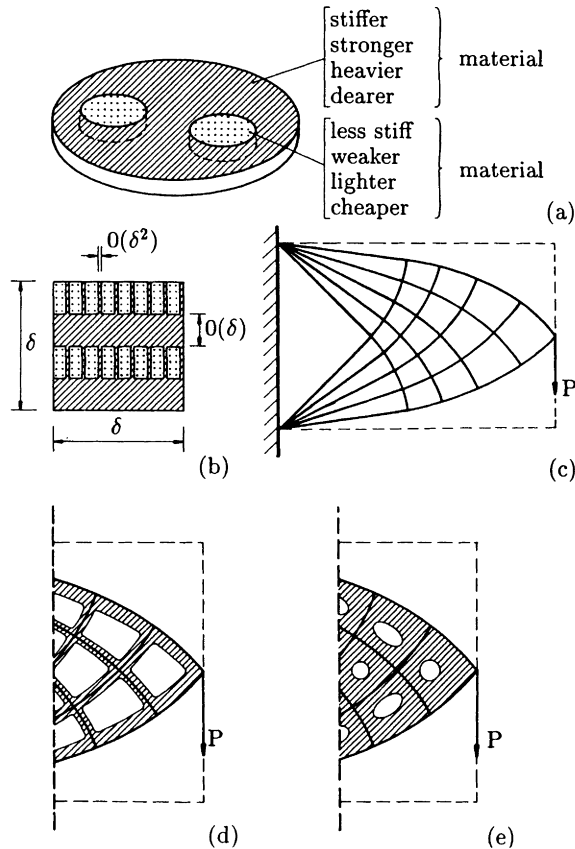 stiffer
stronger
heavier
dearer
material
less stiff
weaker
lighter
cheaper
material
(a)
0(δ²)
δ
0(δ)
δ
(b)
P
(c)
P
(d)
P
(e)